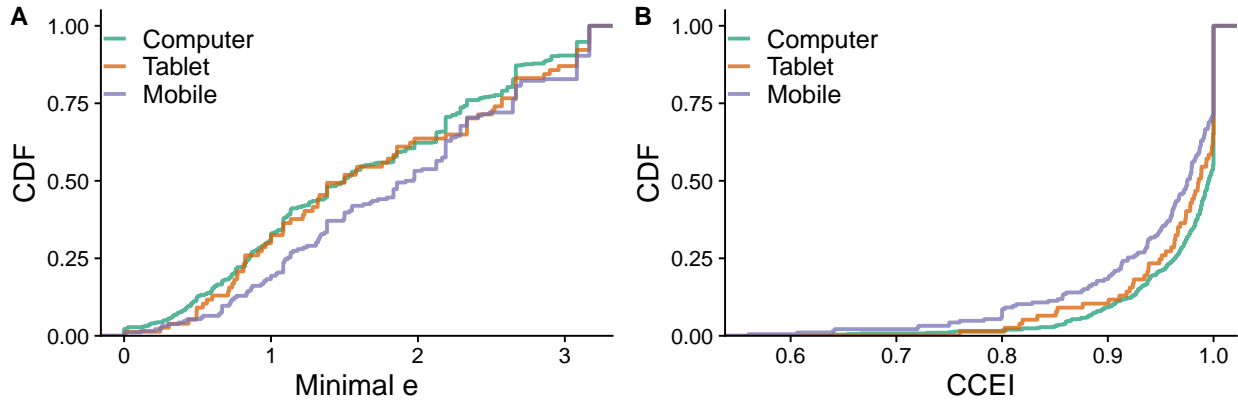 A
1.00
0.75
0.50
0.25
0.00
CDF
Computer
Tablet
Mobile
0 1 2 3
Minimal e
B
1.00
0.75
0.50
0.25
0.00
CDF
Computer
Tablet
Mobile
0.6 0.7 0.8 0.9 1.0
CCEI